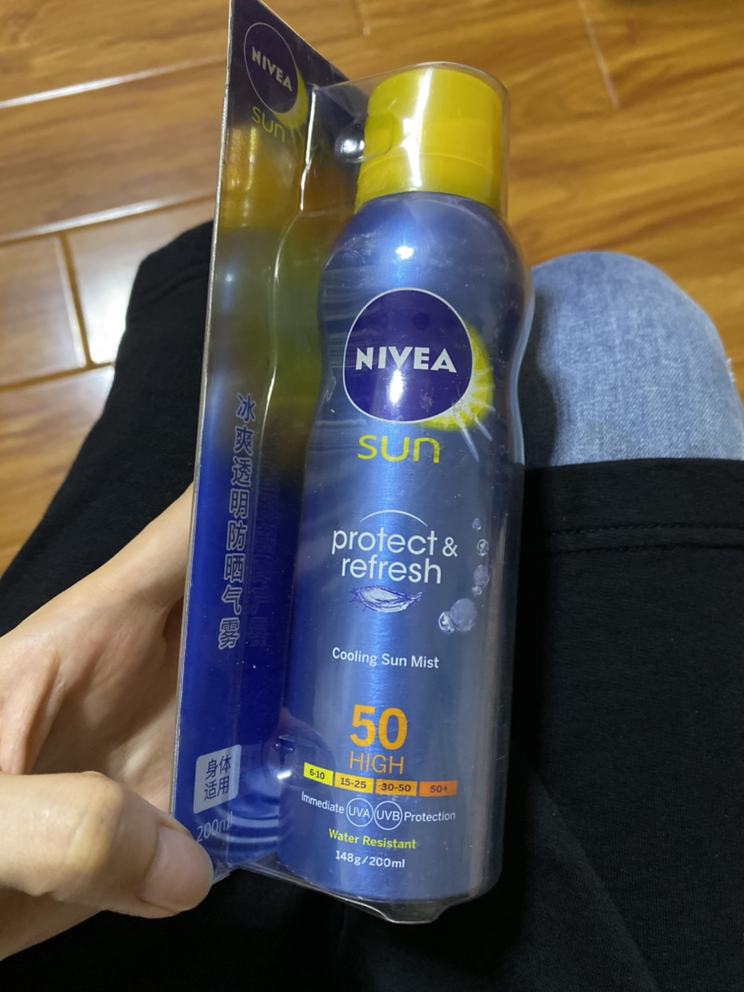 NIVEA
sun
冰爽透明防晒气雾
身体
适用
200ml
NIVEA
sun
protect &
refresh
Cooling Sun Mist
50
HIGH
6-10 15-25 30-50 50+
Immediate UVA UVB Protection
Water Resistant
148g/200ml